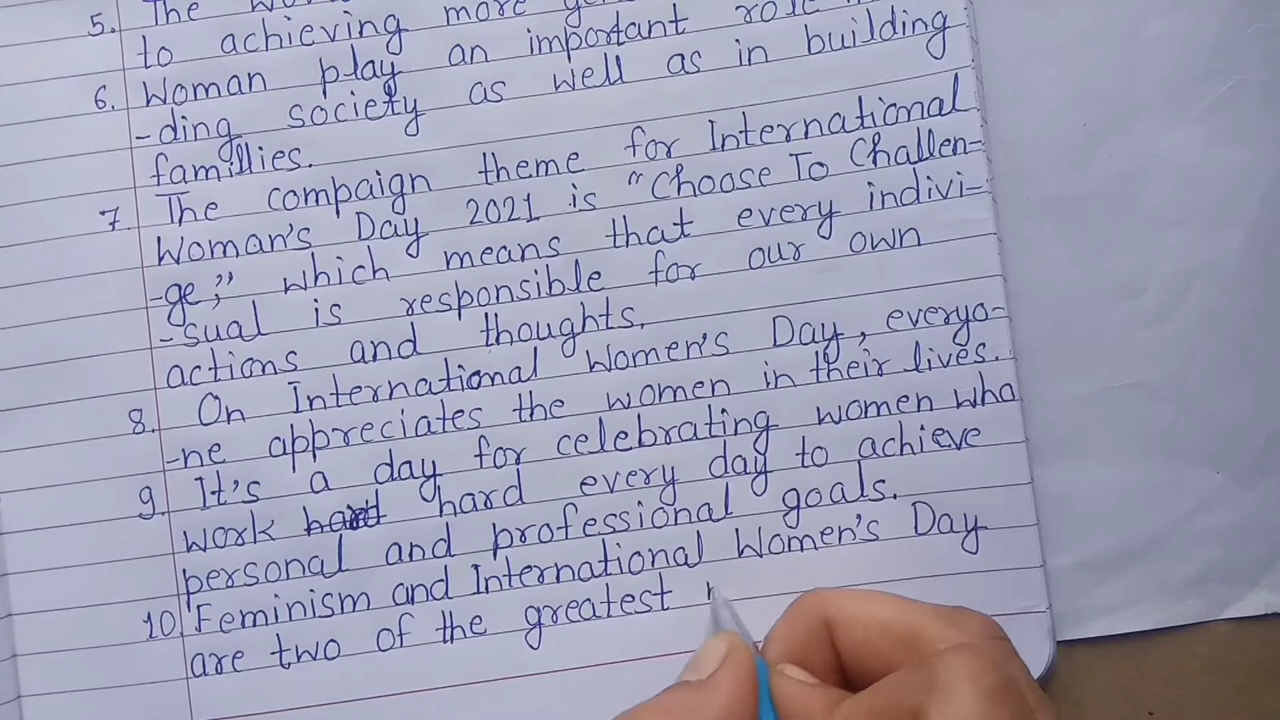 5. The
to achieving more
6. Woman play an important role
-ding society as well as in building
famillies.
7. The compaign theme for International
Woman's Day 2021 is "Choose To Challen-
-ge," which means that every indivi-
-sual is responsible for our own
actions and thoughts.
8. On International Women's Day, everyo-
-ne appreciates the women in their lives.
9. It's a day for celebrating women who
work hard every day to achieve
personal and professional goals.
10. Feminism and International Women's Day
are two of the greatest